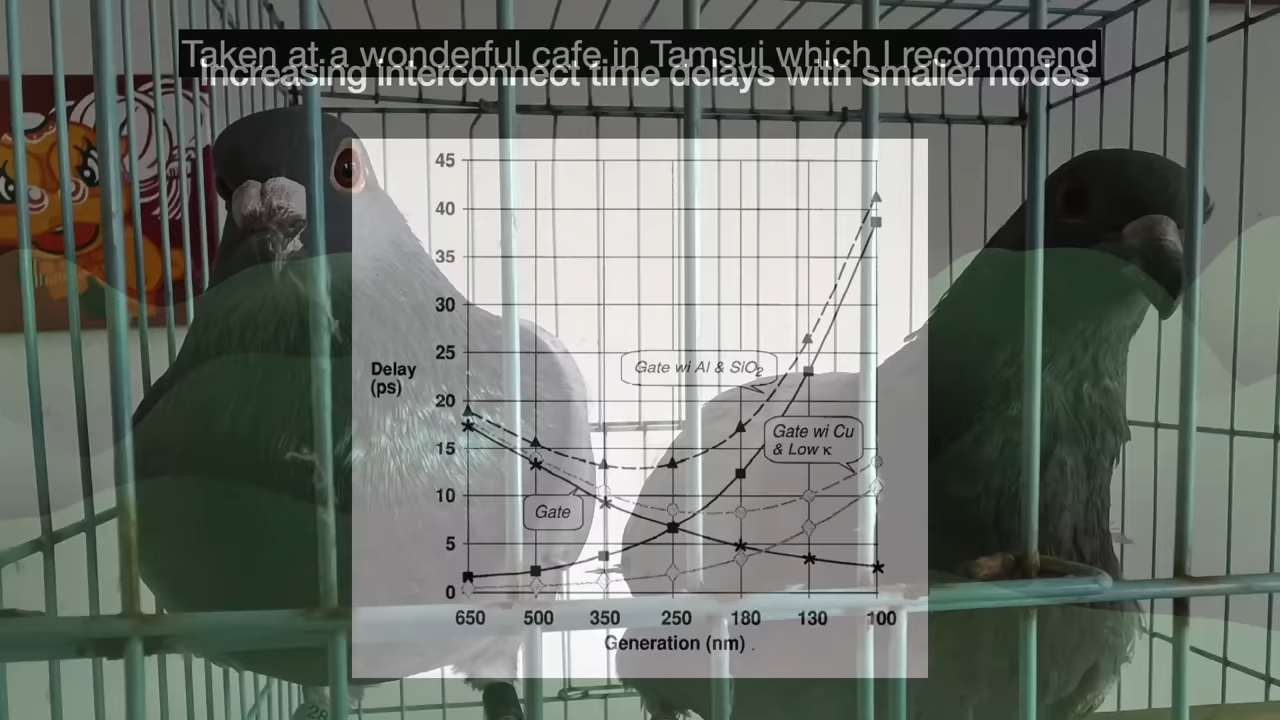 Taken at a wonderful cafe in Tamsui which I recommend
Increasing interconnect time delays with smaller nodes
45
40
35
30
25
20
15
10
5
0
Delay
(ps)
Gate wi Al & SiO₂
Gate wi Cu
& Low κ
Gate
650 500 350 250 180 130 100
Generation (nm)
28